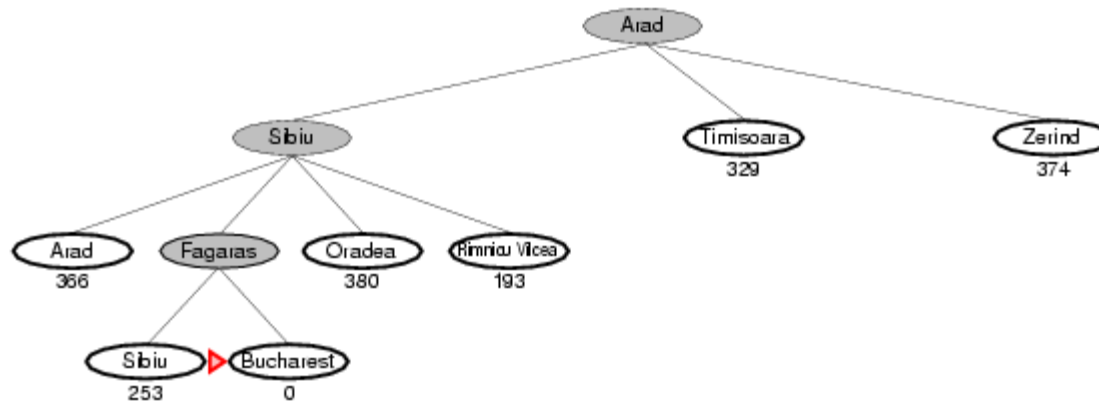 Arad
Sibiu
Timisoara
Zerind
329
374
Arad
Fagaras
Oradea
Rimnicu Vilcea
366
380
193
Sibiu
Bucharest
253
0